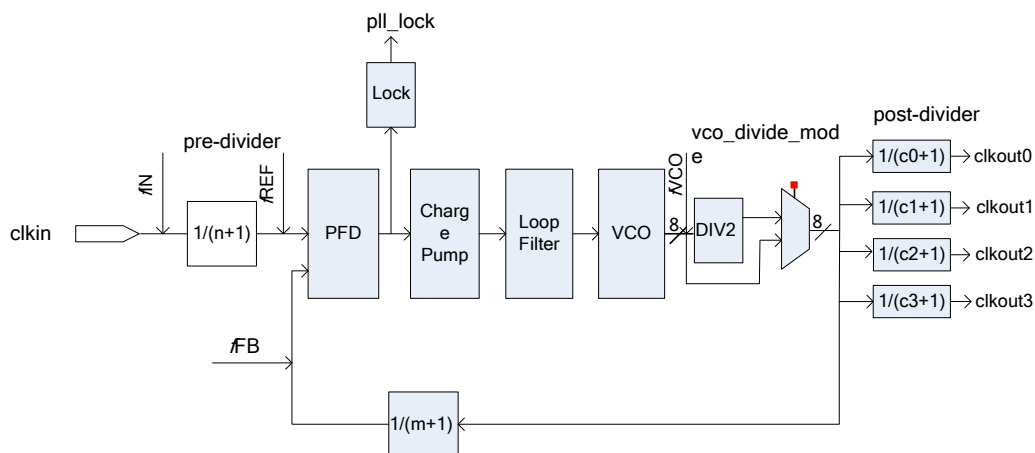 pll_lock
Lock
pre-divider
post-divider
vco_divide_mod
e
fIN
fREF
fVCO
clkin
1/(n+1)
PFD
Charg
e
Pump
Loop
Filter
VCO
8
DIV2
8
1/(c0+1)
clkout0
1/(c1+1)
clkout1
1/(c2+1)
clkout2
1/(c3+1)
clkout3
fFB
1/(m+1)